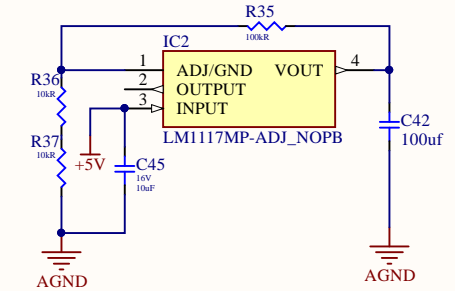 R35
100kR
IC2
1 ADJ/GND VOUT 4
2 OUTPUT
3 INPUT
LM1117MP-ADJ_NOPB
R36
10kR
R37
10kR
+5V
C45
16V
10uF
C42
100uf
AGND
AGND